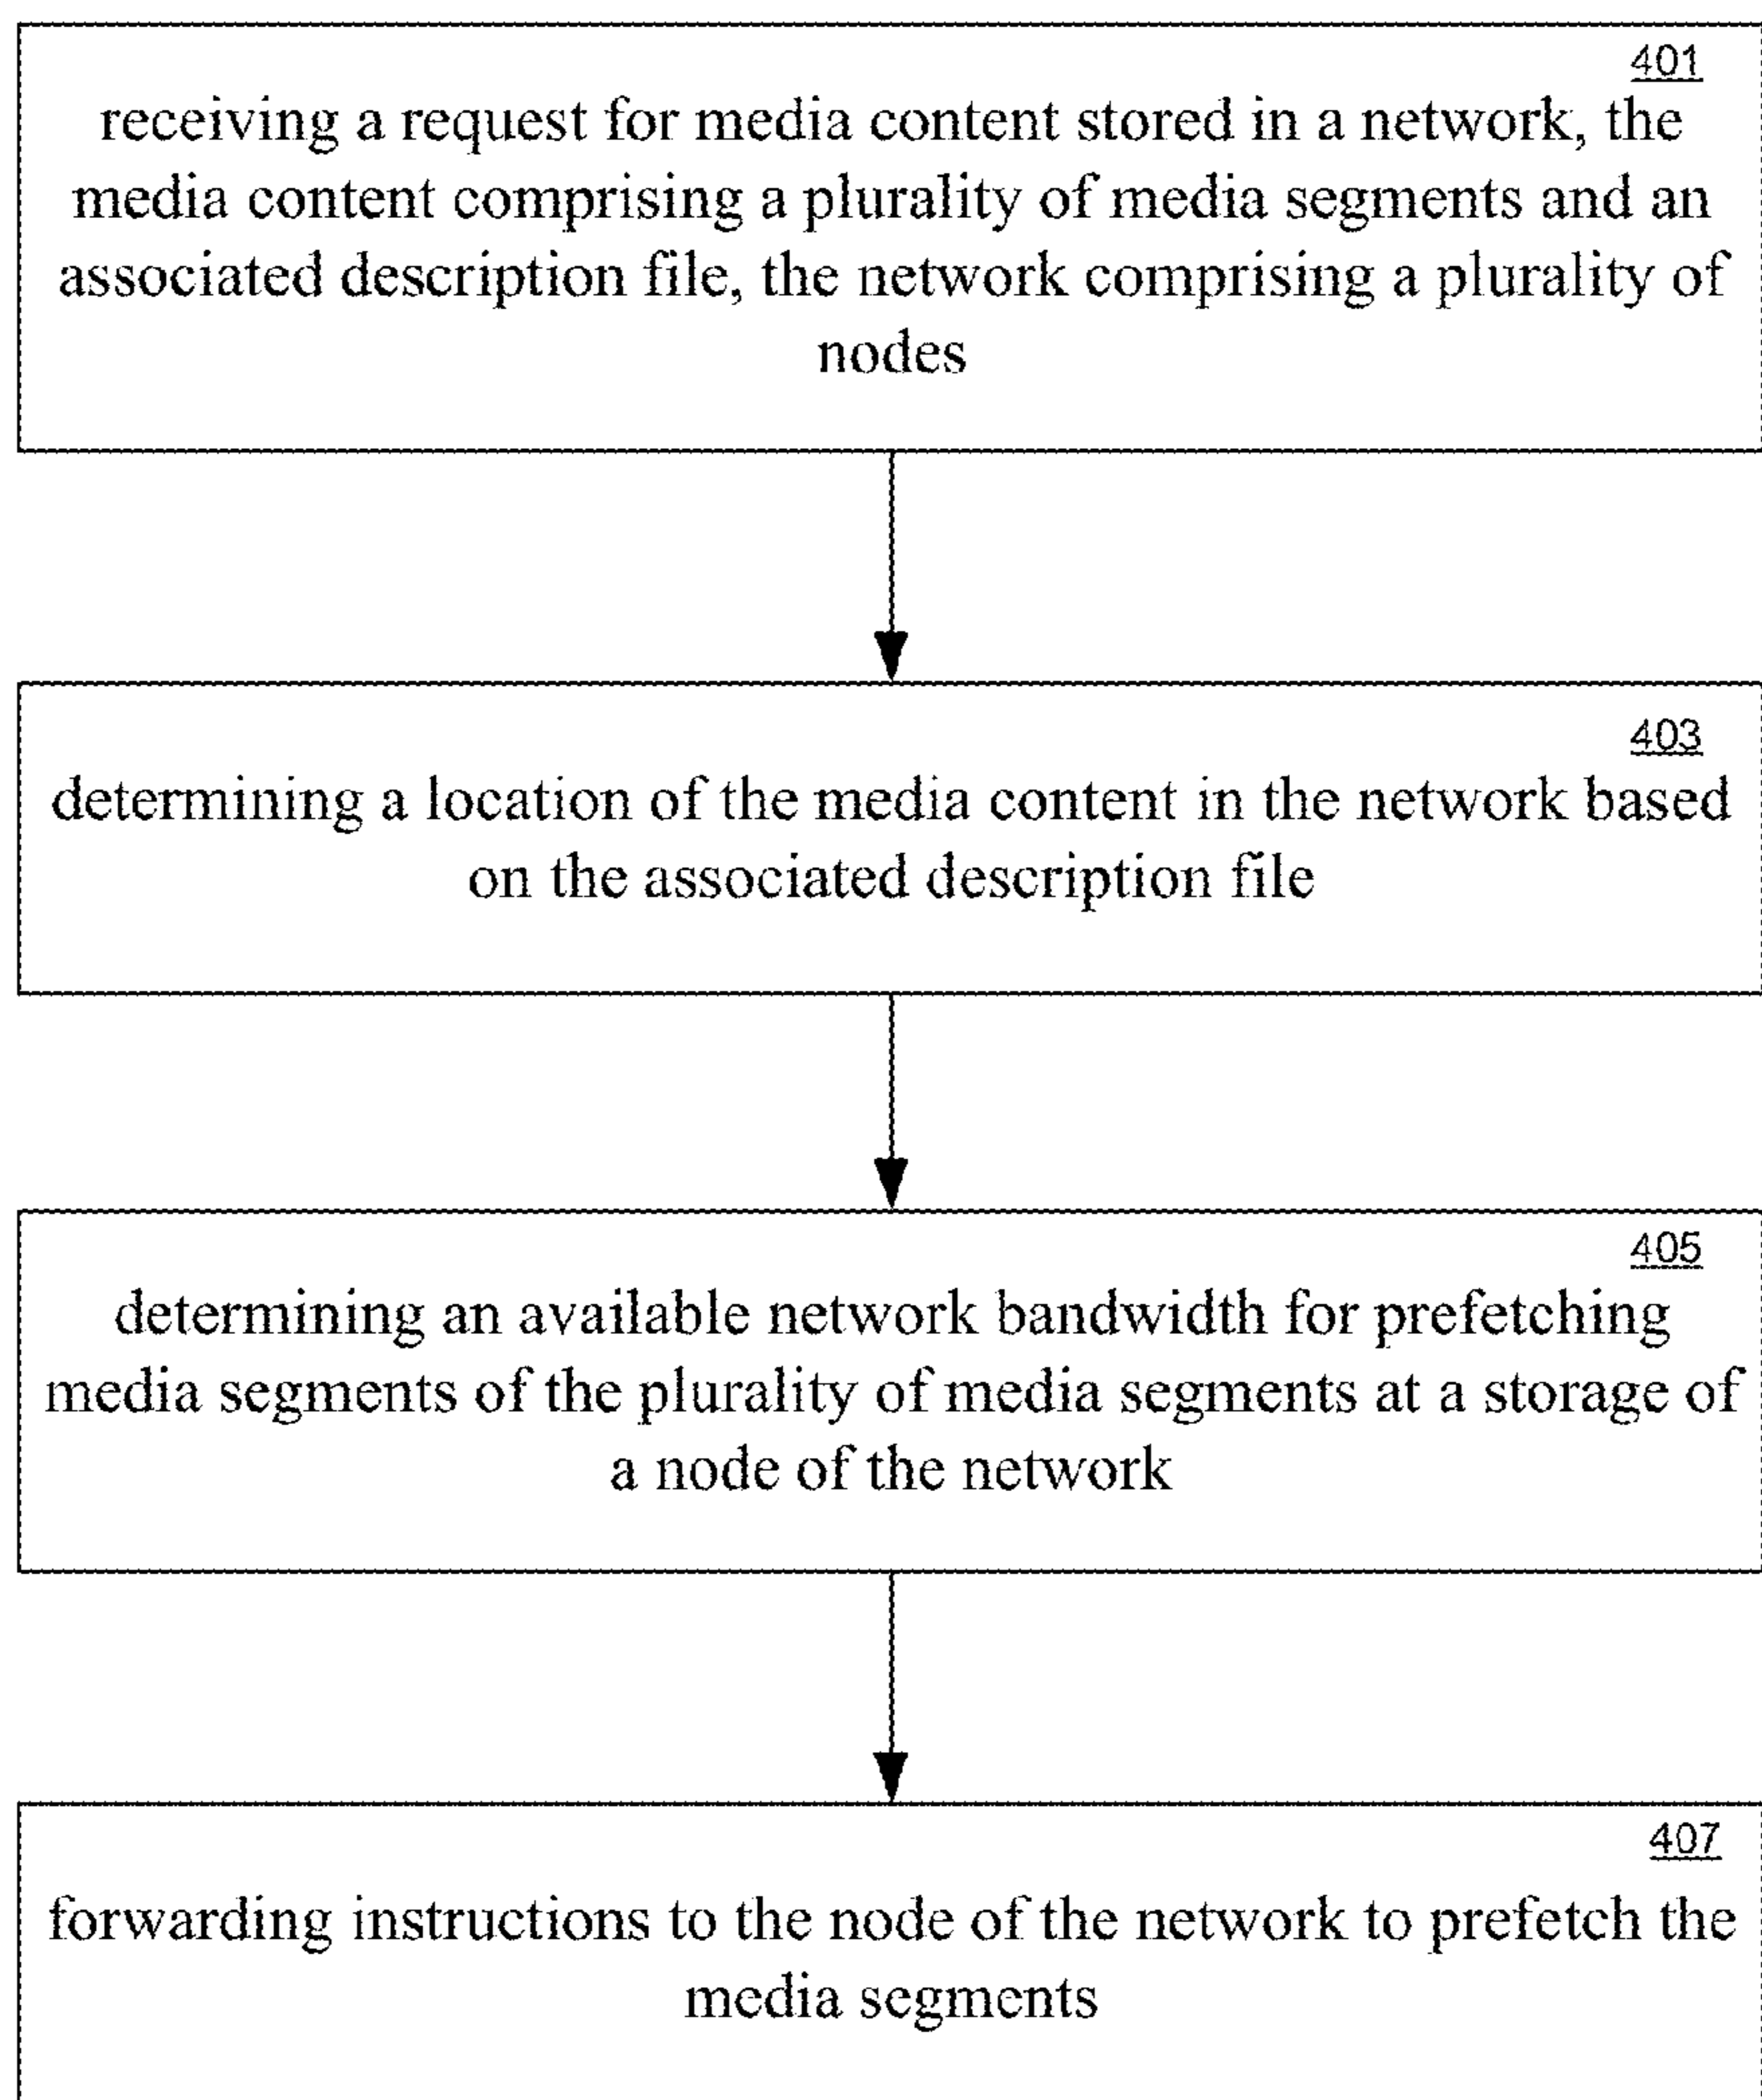 401
receiving a request for media content stored in a network, the
media content comprising a plurality of media segments and an
associated description file, the network comprising a plurality of
nodes
403
determining a location of the media content in the network based
on the associated description file
405
determining an available network bandwidth for prefetching
media segments of the plurality of media segments at a storage of
a node of the network
407
forwarding instructions to the node of the network to prefetch the
media segments